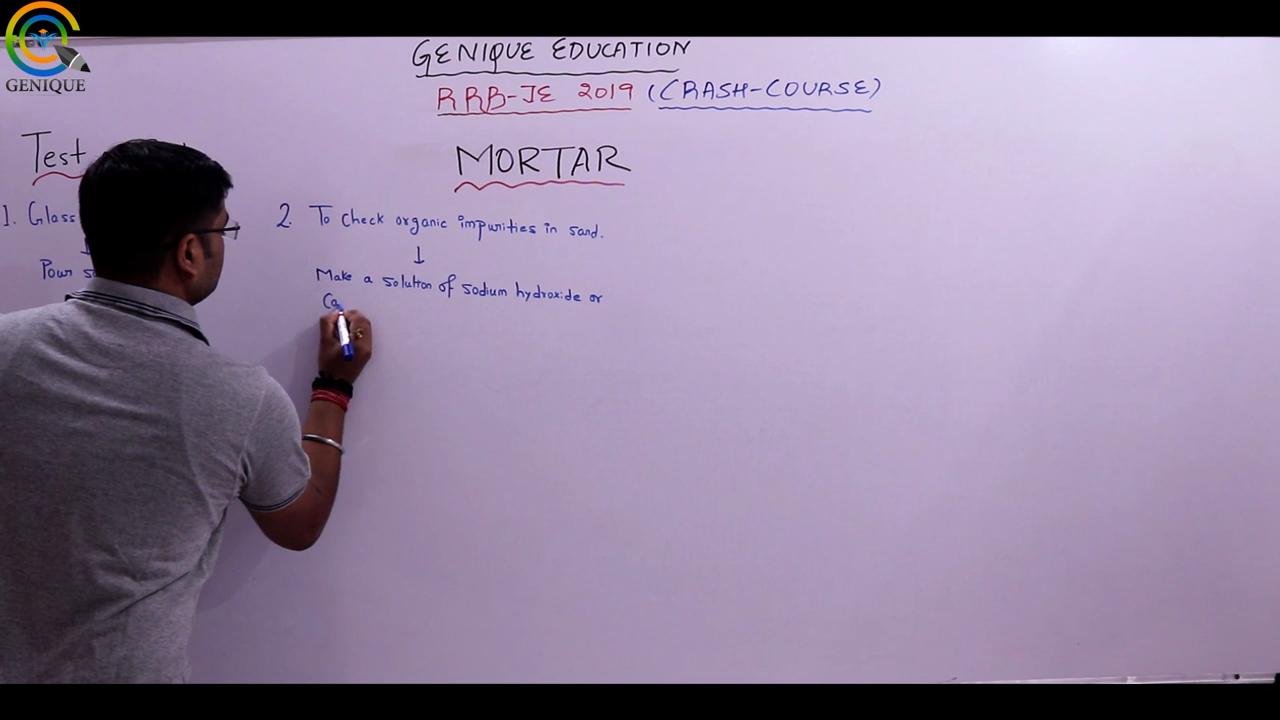 GENIQUE
GENIQUE EDUCATION
RRB-JE 2019 (CRASH-COURSE)
Test
MORTAR
1. Glass
Pour
2. To check organic impurities in sand.
↓
Make a solution of sodium hydroxide or
Ca